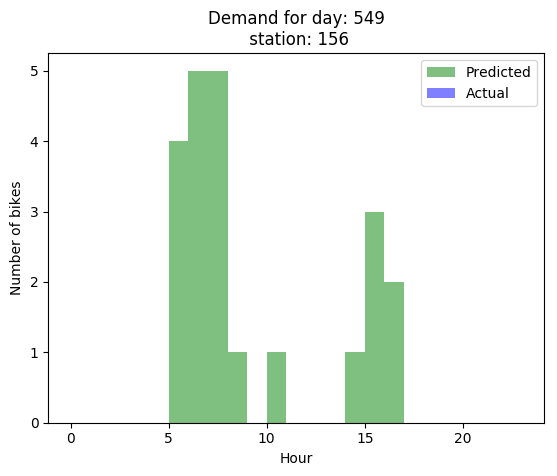 Demand for day: 549
station: 156
Predicted
Actual
Number of bikes
5
4
3
2
1
0
0
5
10
15
20
Hour